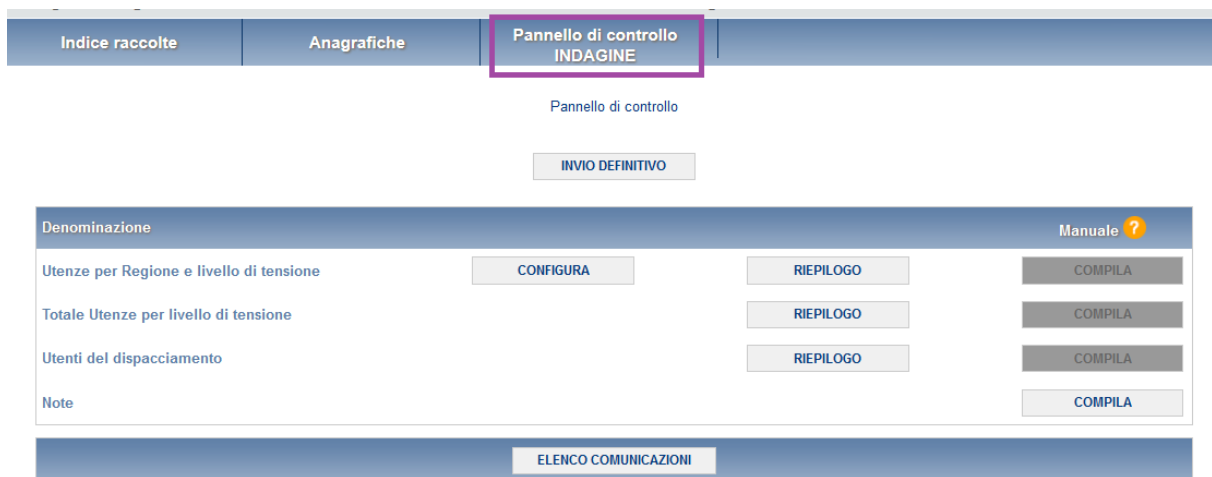 Indice raccolte
Anagrafiche
Pannello di controllo
INDAGINE
Pannello di controllo
INVIO DEFINITIVO
Denominazione Manuale ?
Utenze per Regione e livello di tensione CONFIGURA RIEPILOGO COMPILA
Totale Utenze per livello di tensione RIEPILOGO COMPILA
Utenti del dispacciamento RIEPILOGO COMPILA
Note COMPILA
ELENCO COMUNICAZIONI